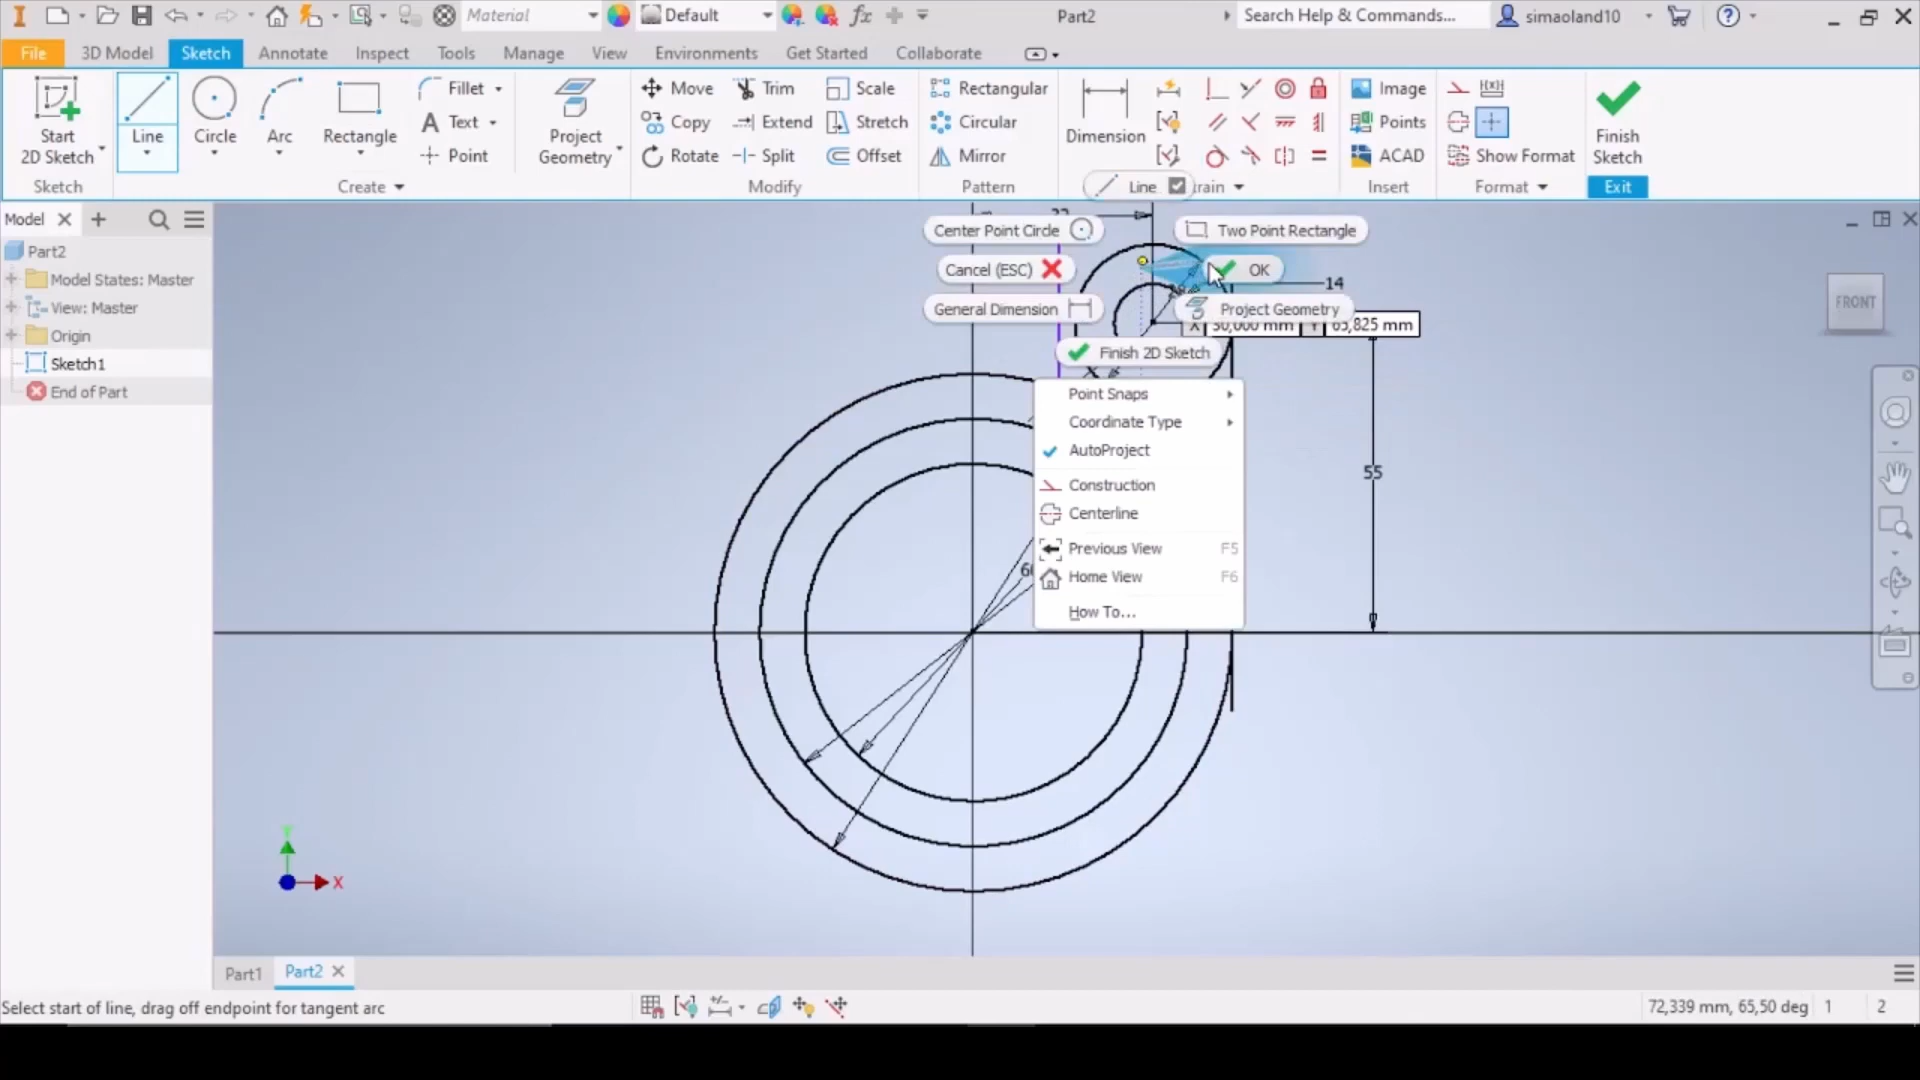 Material
Default
fx
Part2
Search Help & Commands...
simaoland10
File
3D Model
Sketch
Annotate
Inspect
Tools
Manage
View
Environments
Get Started
Collaborate
Start
2D Sketch
Line
Circle
Arc
Rectangle
Fillet
Text
Point
Project
Geometry
Move
Copy
Rotate
Trim
Extend
Split
Scale
Stretch
Offset
Rectangular
Circular
Mirror
Dimension
Image
Points
ACAD
Show Format
Finish
Sketch
Sketch
Create
Modify
Pattern
Line
rain
Insert
Format
Exit
Model
Part2
Model States: Master
View: Master
Origin
Sketch1
End of Part
Center Point Circle
Two Point Rectangle
Cancel (ESC)
OK
14
General Dimension
Project Geometry
X 30,000 mm Y 65,825 mm
Finish 2D Sketch
Point Snaps
Coordinate Type
AutoProject
Construction
Centerline
Previous View F5
Home View F6
How To...
55
FRONT
X
Part1
Part2
Select start of line, drag off endpoint for tangent arc
72,339 mm, 65,50 deg 1 2